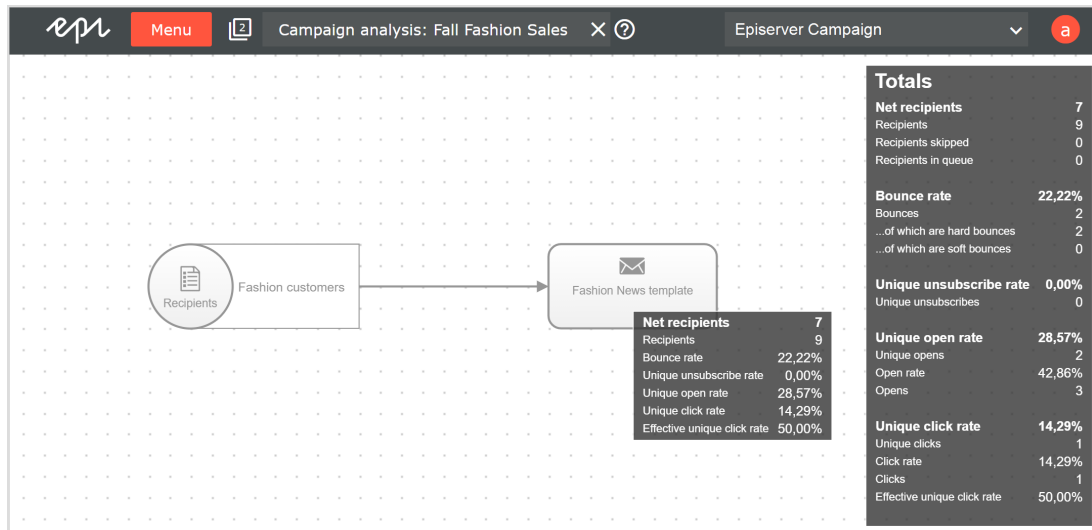 epi Menu 2 Campaign analysis: Fall Fashion Sales Episerver Campaign a
Totals
Net recipients 7
Recipients 9
Recipients skipped 0
Recipients in queue 0
Bounce rate 22,22%
Bounces 2
...of which are hard bounces 2
...of which are soft bounces 0
Unique unsubscribe rate 0,00%
Unique unsubscribes 0
Unique open rate 28,57%
Unique opens 2
Open rate 42,86%
Opens 3
Unique click rate 14,29%
Unique clicks 1
Click rate 14,29%
Clicks 1
Effective unique click rate 50,00%
Recipients
Fashion customers
Fashion News template
Net recipients 7
Recipients 9
Bounce rate 22,22%
Unique unsubscribe rate 0,00%
Unique open rate 28,57%
Unique click rate 14,29%
Effective unique click rate 50,00%